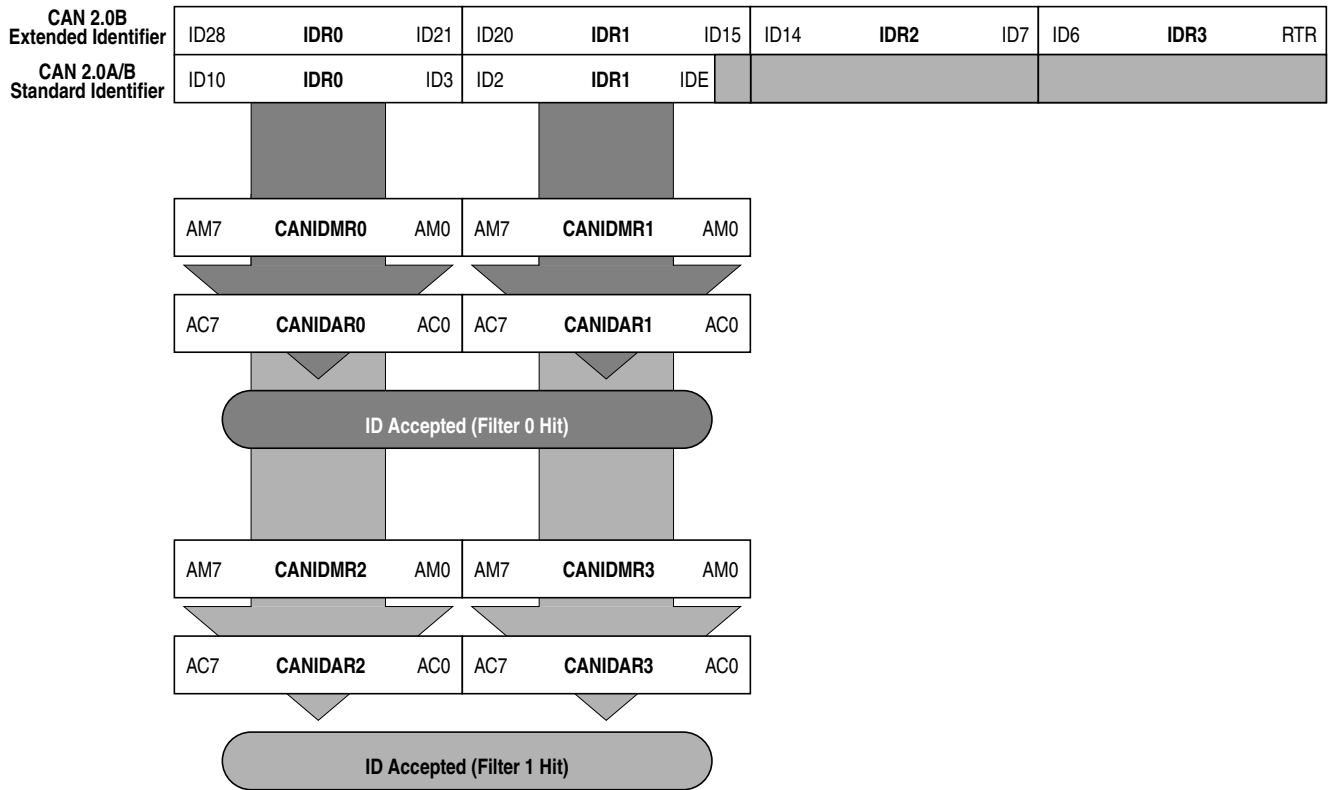 CAN 2.0B
Extended Identifier
ID28 IDR0 ID21 ID20 IDR1 ID15 ID14 IDR2 ID7 ID6 IDR3 RTR
CAN 2.0A/B
Standard Identifier
ID10 IDR0 ID3 ID2 IDR1 IDE
AM7 CANIDMR0 AM0 AM7 CANIDMR1 AM0
AC7 CANIDAR0 AC0 AC7 CANIDAR1 AC0
ID Accepted (Filter 0 Hit)
AM7 CANIDMR2 AM0 AM7 CANIDMR3 AM0
AC7 CANIDAR2 AC0 AC7 CANIDAR3 AC0
ID Accepted (Filter 1 Hit)